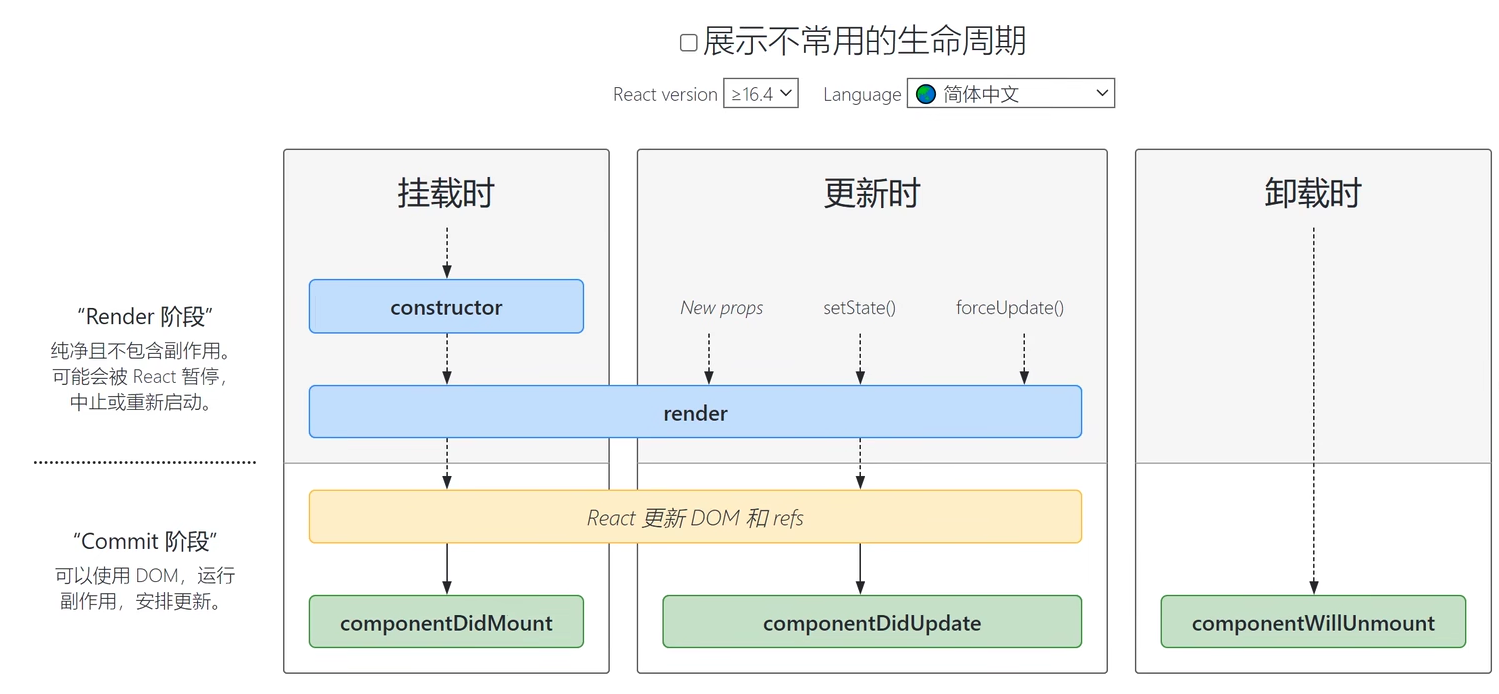 展示不常用的生命周期
React version ≥16.4 Language 简体中文
挂载时
更新时
卸载时
“Render 阶段”
纯净且不包含副作用。
可能会被 React 暂停，
中止或重新启动。
constructor
New props
setState()
forceUpdate()
render
“Commit 阶段”
可以使用 DOM，运行
副作用，安排更新。
React 更新 DOM 和 refs
componentDidMount
componentDidUpdate
componentWillUnmount